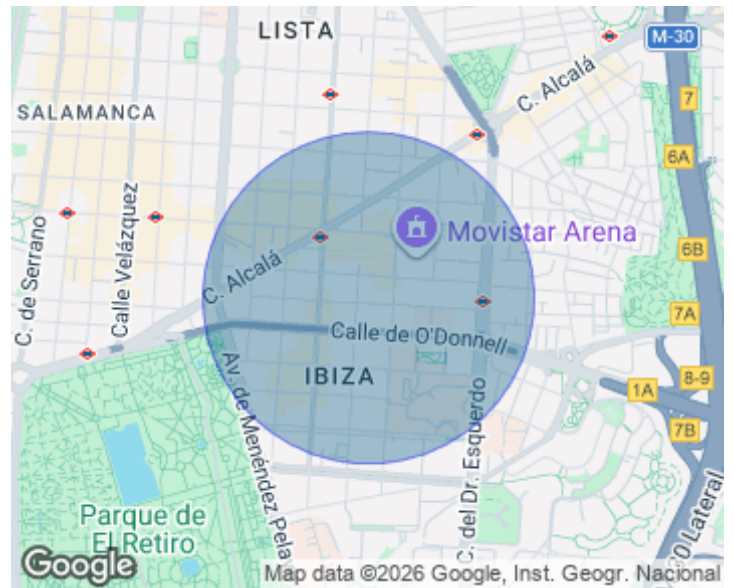 LISTA
M-30
C. Alcalá
SALAMANCA
7
6A
Calle Velázquez
C. de Serrano
Movistar Arena
6B
C. Alcalá
7A
Calle de O'Donnell
IBIZA
8-9
1A
7B
Av. de Menéndez Pela
C. del Dr. Esquerdo
30 Lateral
Parque de
El Retiro
Google
Map data ©2026 Google, Inst. Geogr. Nacional